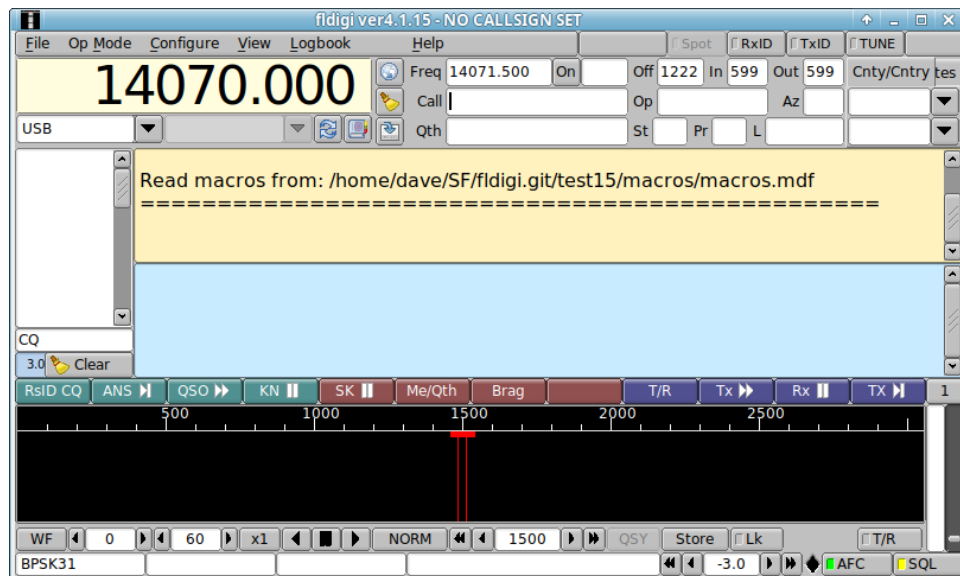 fldigi ver4.1.15 - NO CALLSIGN SET
File Op Mode Configure View Logbook Help Spot RxID TxID TUNE
14070.000 Freq 14071.500 On Off 1222 In 599 Out 599 Cnty/Cntry tes
Call Op Az
USB Qth St Pr L
Read macros from: /home/dave/SF/fldigi.git/test15/macros/macros.mdf
================================================
CQ
3.0 Clear
RsID CQ ANS QSO KN SK Me/Qth Brag T/R Tx Rx TX 1
500 1000 1500 2000 2500
WF 0 60 x1 NORM 1500 QSY Store Lk T/R
BPSK31 -3.0 AFC SQL